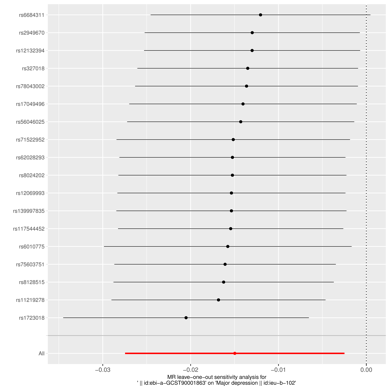 rs6684311
rs2949670
rs12132394
rs327016
rs78043002
rs17049496
rs56046025
rs71522952
rs62028293
rs8024202
rs12069993
rs139997835
rs117544452
rs6010775
rs75603751
rs8128515
rs11219278
rs1723016
All
−0.03
−0.02
−0.01
0.00
MR leave−one−out sensitivity analysis for
' || id:ebi−a−GCST90001863' on 'Major depression || id:ieu−b−102'